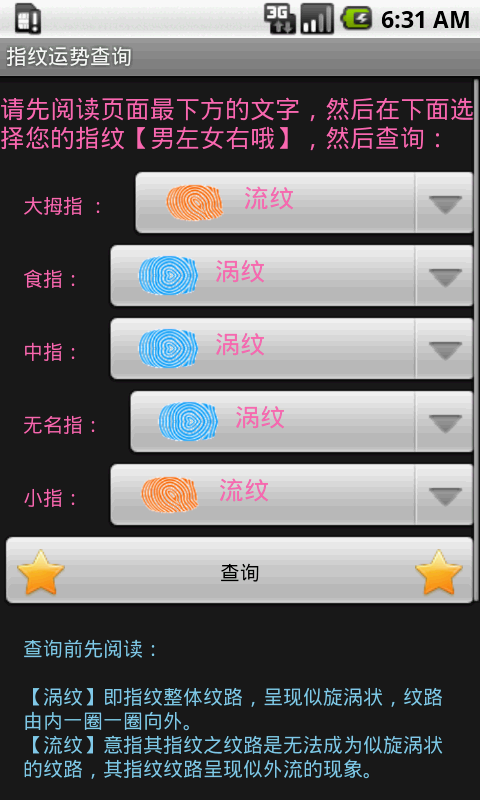 3G
6:31 AM
指纹运势查询
请先阅读页面最下方的文字，然后在下面选
择您的指纹【男左女右哦】，然后查询：
大拇指 ：
流纹
食指：
涡纹
中指：
涡纹
无名指：
涡纹
小指：
流纹
查询
查询前先阅读：
【涡纹】即指纹整体纹路，呈现似旋涡状，纹路
由内一圈一圈向外。
【流纹】意指其指纹之纹路是无法成为似旋涡状
的纹路，其指纹纹路呈现似外流的现象。